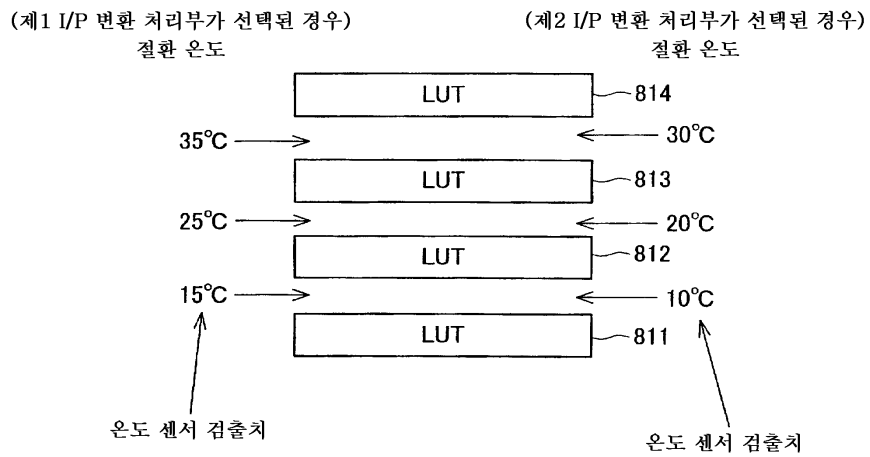 (제1 I/P 변환 처리부가 선택된 경우)
절환 온도
(제2 I/P 변환 처리부가 선택된 경우)
절환 온도
LUT
814
35℃
30℃
LUT
813
25℃
20℃
LUT
812
15℃
10℃
LUT
811
온도 센서 검출치
온도 센서 검출치